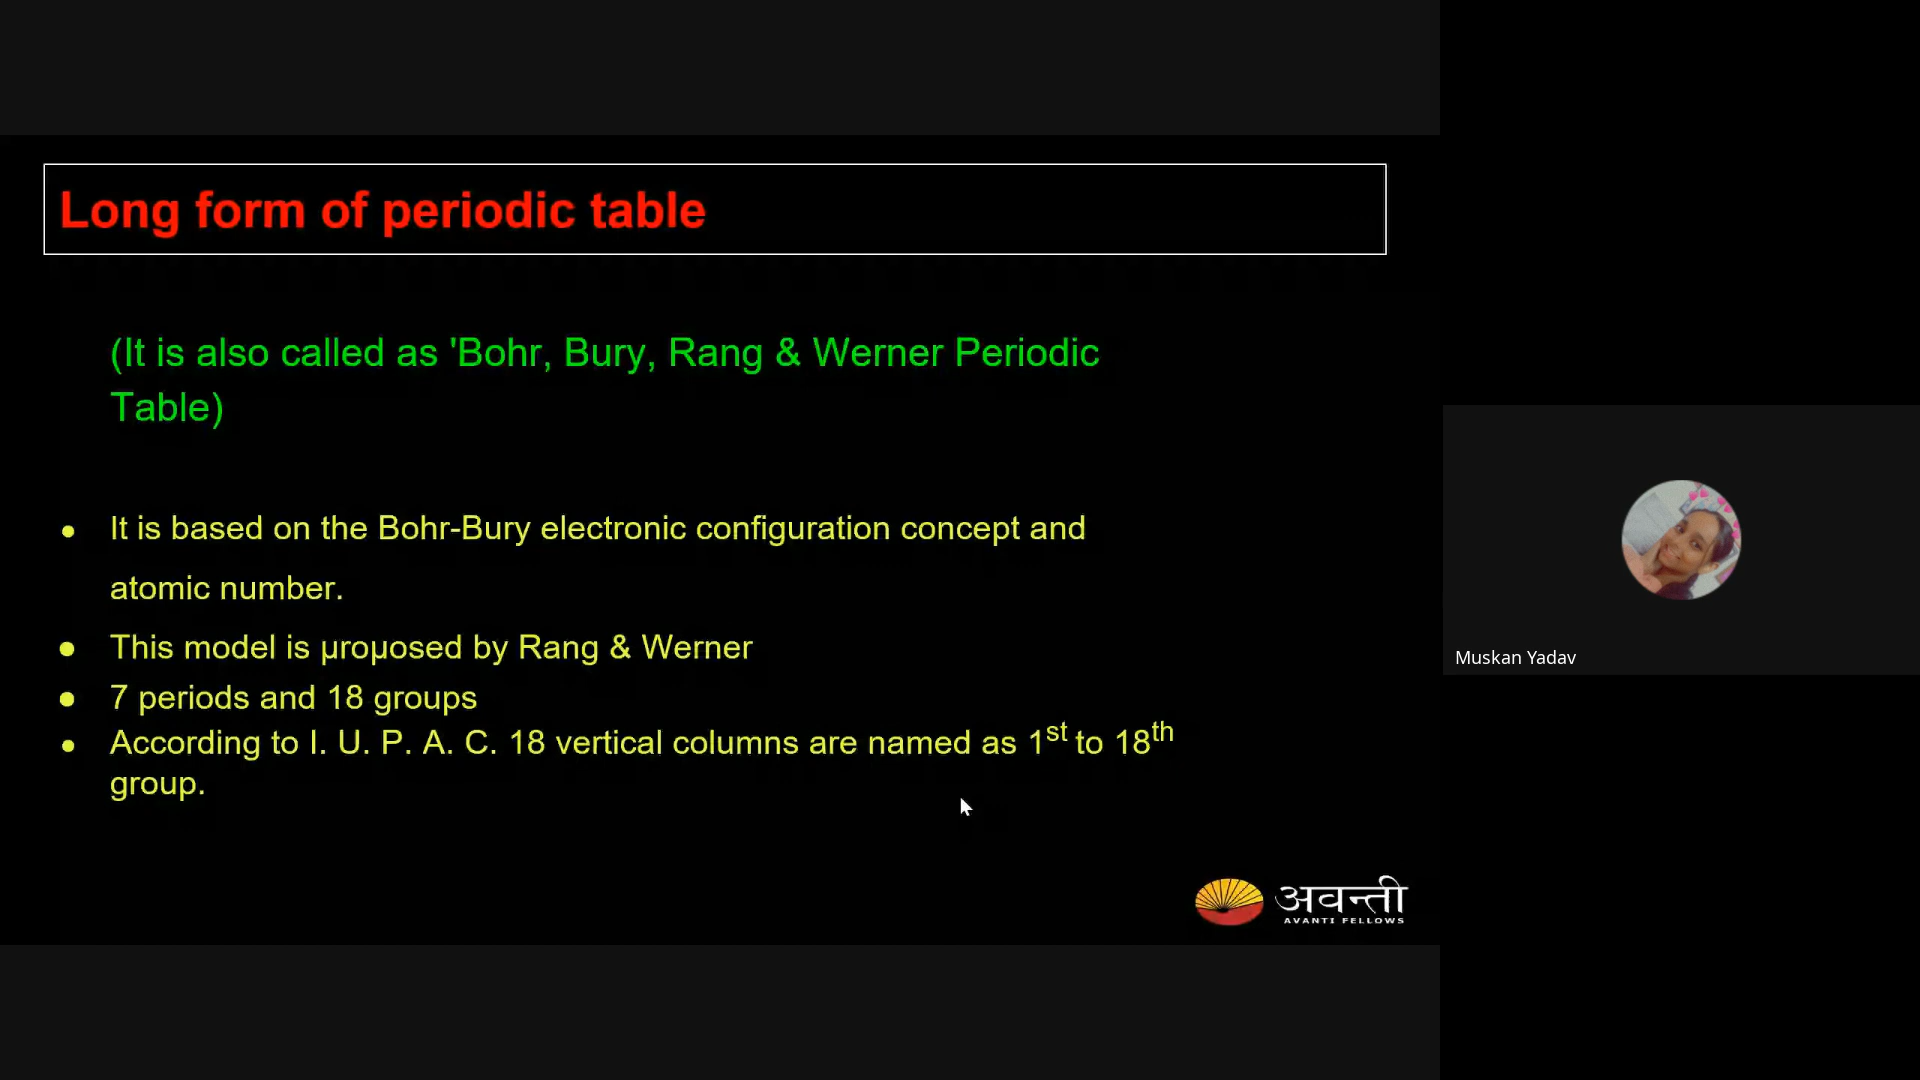 Long form of periodic table
(It is also called as 'Bohr, Bury, Rang & Werner Periodic
Table)
• It is based on the Bohr-Bury electronic configuration concept and
atomic number.
• This model is μroμosed by Rang & Werner
• 7 periods and 18 groups
• According to I. U. P. A. C. 18 vertical columns are named as 1st to 18th
group.
अवन्ती
AVANTI FELLOWS
Muskan Yadav